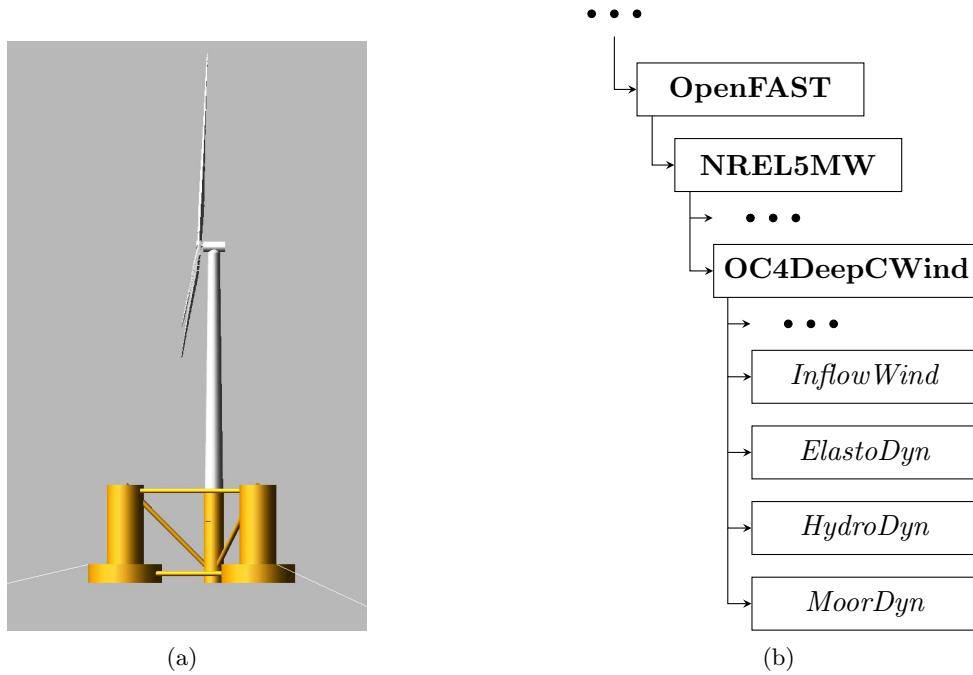 • • •
OpenFAST
NREL5MW
• • •
OC4DeepCWind
• • •
InflowWind
ElastoDyn
HydroDyn
MoorDyn
(a)
(b)